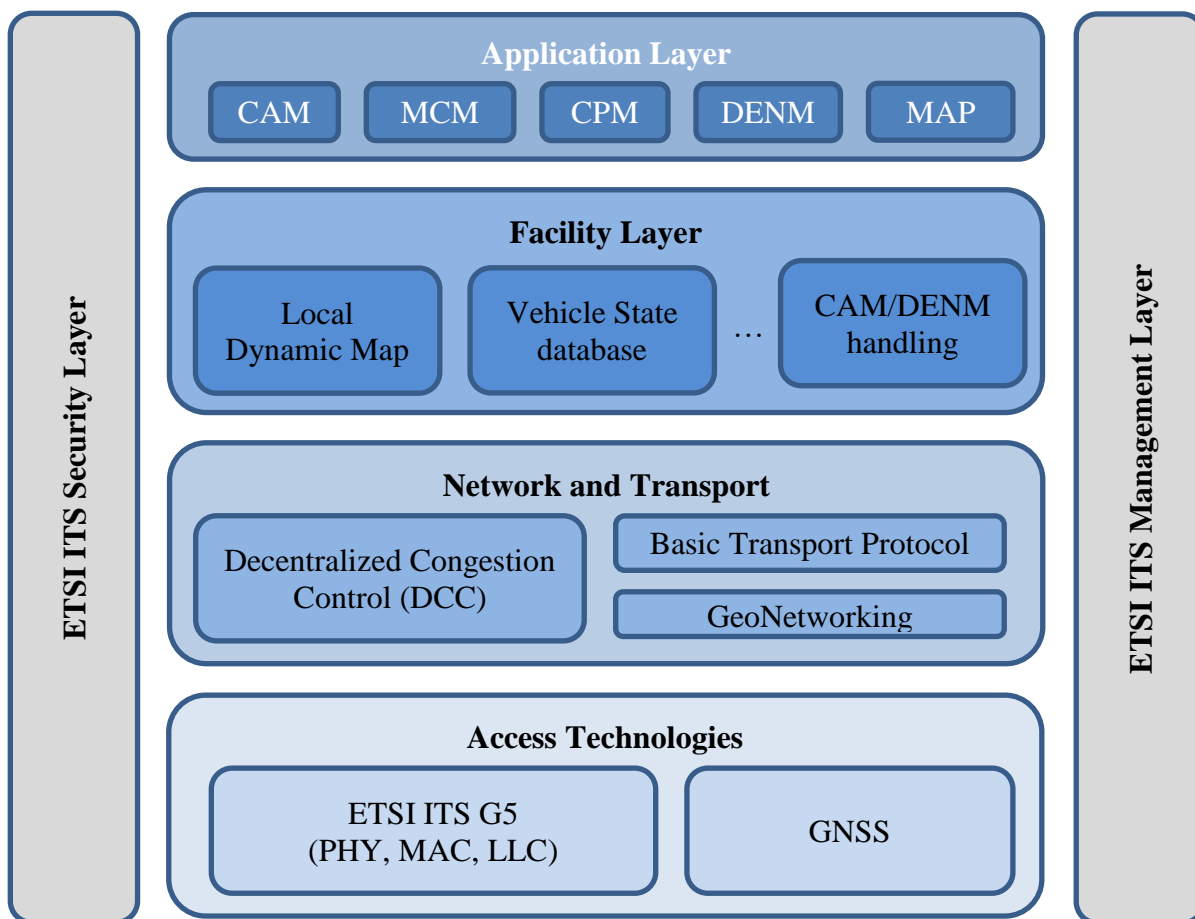 ETSI ITS Security Layer
Application Layer
CAM
MCM
CPM
DENM
MAP
Facility Layer
Local
Dynamic Map
Vehicle State
database
…
CAM/DENM
handling
Network and Transport
Decentralized Congestion
Control (DCC)
Basic Transport Protocol
GeoNetworking
Access Technologies
ETSI ITS G5
(PHY, MAC, LLC)
GNSS
ETSI ITS Management Layer